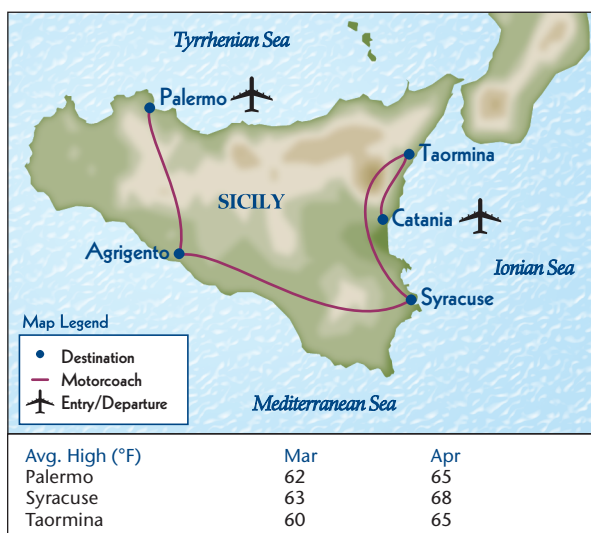 Tyrrhenian Sea
Palermo
Taormina
SICILY
Catania
Agrigento
Ionian Sea
Syracuse
Map Legend
Destination
Motorcoach
Entry/Departure
Mediterranean Sea
Avg. High (°F) Mar Apr
Palermo 62 65
Syracuse 63 68
Taormina 60 65